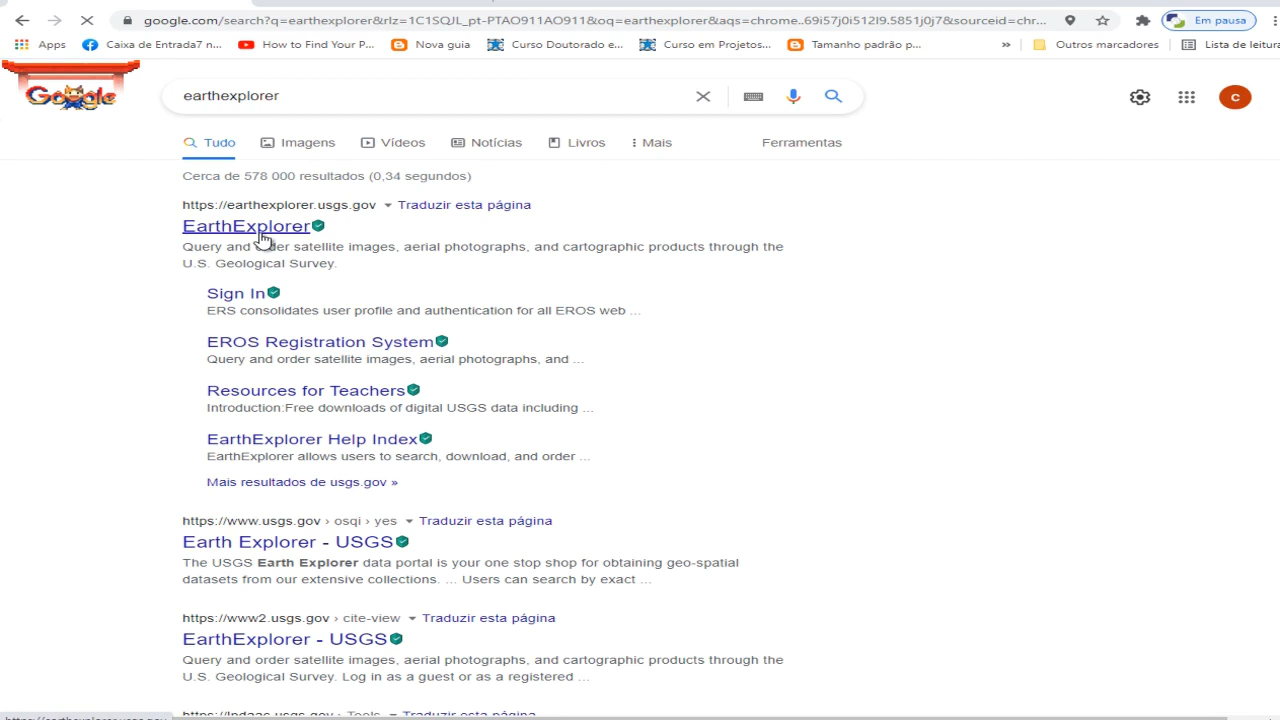 google.com/search?q=earthexplorer&rlz=1C1SQJL_pt-PTAO911AO911&oq=earthexplorer&aqs=chrome..69i57j0i512l9.5851j0j7&sourceid=chr...
Em pausa
Apps
Caixa de Entrada7 n...
How to Find Your P...
Nova guia
Curso Doutorado e...
Curso em Projetos...
Tamanho padrão p...
»
Outros marcadores
Lista de leitura
Google
earthexplorer
C
Tudo
Imagens
Vídeos
Notícias
Livros
Mais
Ferramentas
Cerca de 578 000 resultados (0,34 segundos)
https://earthexplorer.usgs.gov Traduzir esta página
EarthExplorer
Query and order satellite images, aerial photographs, and cartographic products through the
U.S. Geological Survey.
Sign In
ERS consolidates user profile and authentication for all EROS web ...
EROS Registration System
Query and order satellite images, aerial photographs, and ...
Resources for Teachers
Introduction:Free downloads of digital USGS data including ...
EarthExplorer Help Index
EarthExplorer allows users to search, download, and order ...
Mais resultados de usgs.gov »
https://www.usgs.gov › osqi › yes Traduzir esta página
Earth Explorer - USGS
The USGS Earth Explorer data portal is your one stop shop for obtaining geo-spatial
datasets from our extensive collections. ... Users can search by exact ...
https://www2.usgs.gov › cite-view Traduzir esta página
EarthExplorer - USGS
Query and order satellite images, aerial photographs, and cartographic products through the
U.S. Geological Survey. Log in as a guest or as a registered ...
https://lpdaac.usgs.gov › Tools Traduzir esta página
https://earthexplorer.usgs.gov